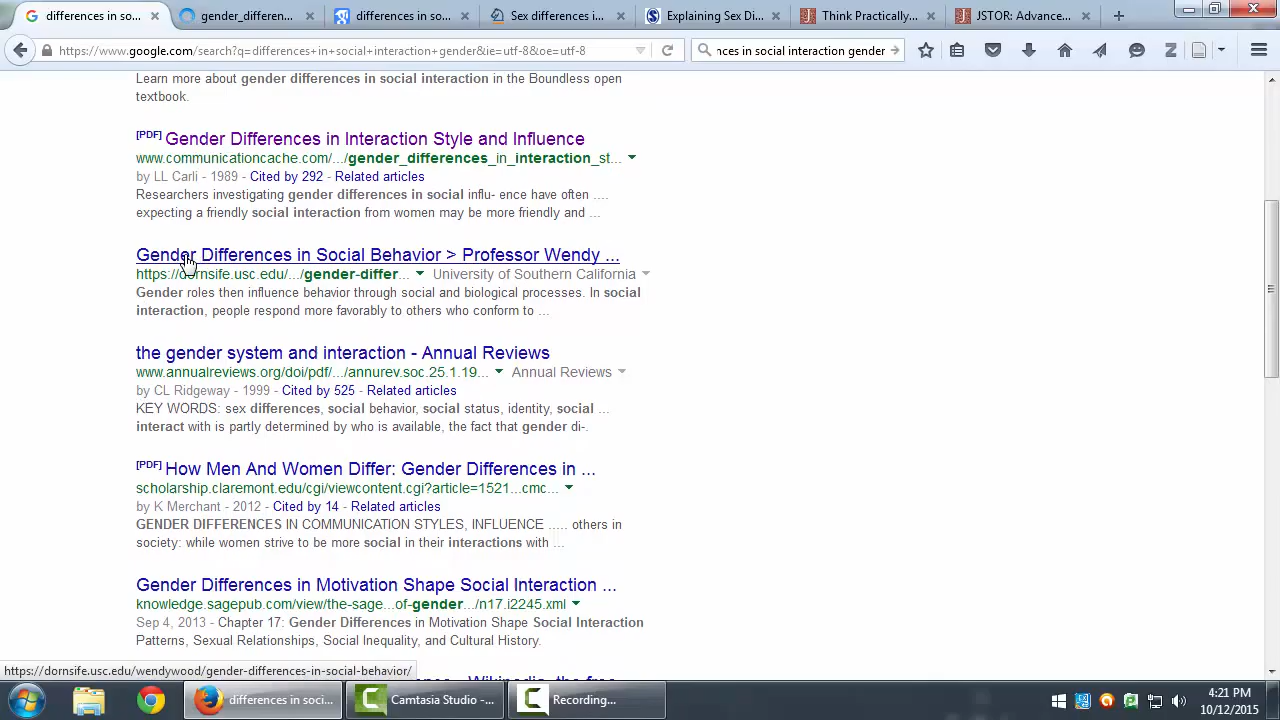 differences in so...
gender_differen...
differences in so...
Sex differences i...
Explaining Sex Di...
Think Practically...
JSTOR: Advance...
https://www.google.com/search?q=differences+in+social+interaction+gender&ie=utf-8&oe=utf-8
nces in social interaction gender
Learn more about gender differences in social interaction in the Boundless open
textbook.
[PDF] Gender Differences in Interaction Style and Influence
www.communicationcache.com/.../gender_differences_in_interaction_st...
by LL Carli - 1989 - Cited by 292 - Related articles
Researchers investigating gender differences in social influ- ence have often ....
expecting a friendly social interaction from women may be more friendly and ...
Gender Differences in Social Behavior > Professor Wendy ...
https://dornsife.usc.edu/.../gender-differ... University of Southern California
Gender roles then influence behavior through social and biological processes. In social
interaction, people respond more favorably to others who conform to ...
the gender system and interaction - Annual Reviews
www.annualreviews.org/doi/pdf/.../annurev.soc.25.1.19... Annual Reviews
by CL Ridgeway - 1999 - Cited by 525 - Related articles
KEY WORDS: sex differences, social behavior, social status, identity, social ...
interact with is partly determined by who is available, the fact that gender di-.
[PDF] How Men And Women Differ: Gender Differences in ...
scholarship.claremont.edu/cgi/viewcontent.cgi?article=1521...cmc...
by K Merchant - 2012 - Cited by 14 - Related articles
GENDER DIFFERENCES IN COMMUNICATION STYLES, INFLUENCE ..... others in
society: while women strive to be more social in their interactions with ...
Gender Differences in Motivation Shape Social Interaction ...
knowledge.sagepub.com/view/the-sage...of-gender.../n17.i2245.xml
Sep 4, 2013 - Chapter 17: Gender Differences in Motivation Shape Social Interaction
Patterns, Sexual Relationships, Social Inequality, and Cultural History.
https://dornsife.usc.edu/wendywood/gender-differences-in-social-behavior/
differences in soci...
Camtasia Studio -...
Recording...
4:21 PM
10/12/2015